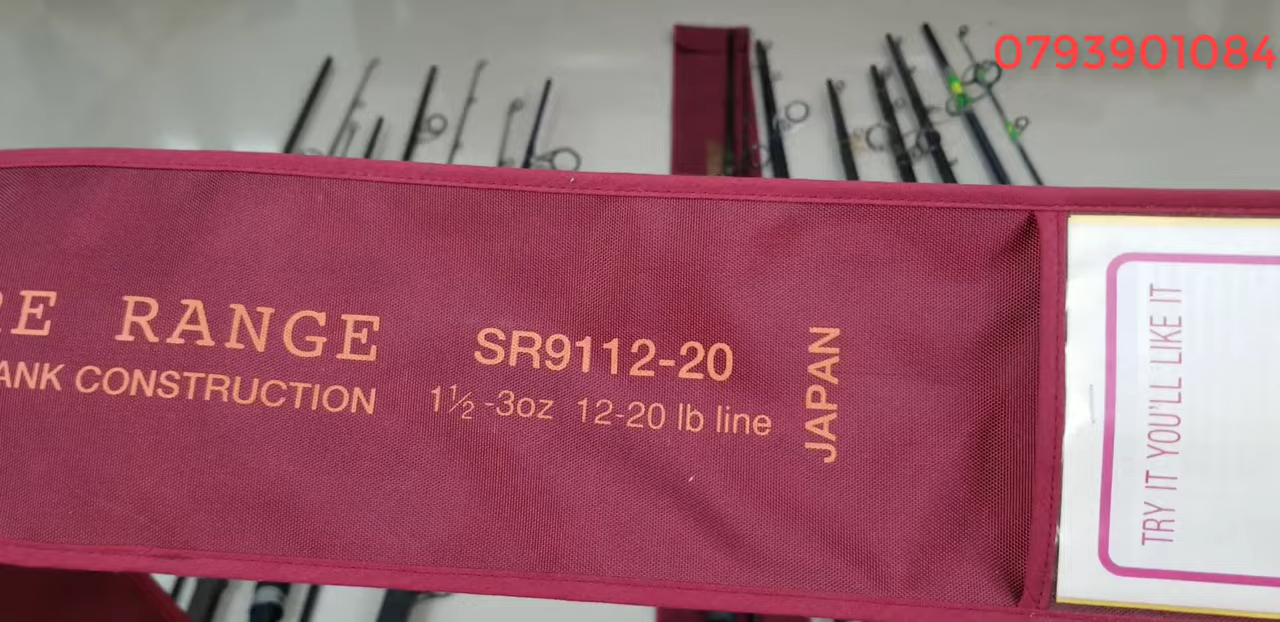 0793901084
RE RANGE
ANK CONSTRUCTION
SR9112-20
1½-3oz 12-20 lb line
JAPAN
TRY IT YOU'LL LIKE IT